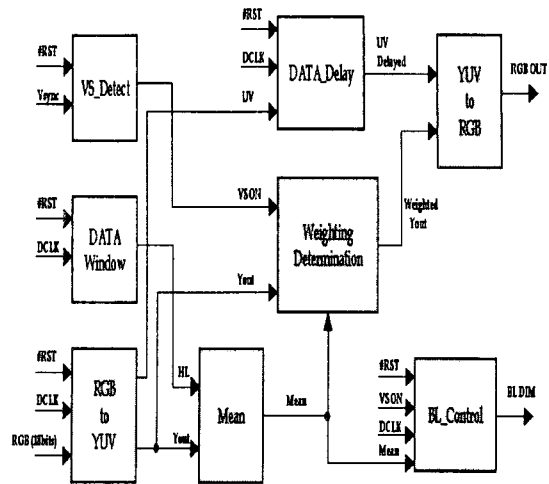 #RST
Vsync
VS_Detect
#RST
DCLK
UV
DATA_Delay
UV
Delayed
YUV
to
RGB
RGB OUT
#RST
DCLK
DATA
Window
VSON
Yout
Weighting
Determination
Weighted
Yout
#RST
DCLK
RGB(18bits)
RGB
to
YUV
HL
Yout
Mean
Mean
#RST
VSON
DCLK
Mean
BL_Control
BL DIM